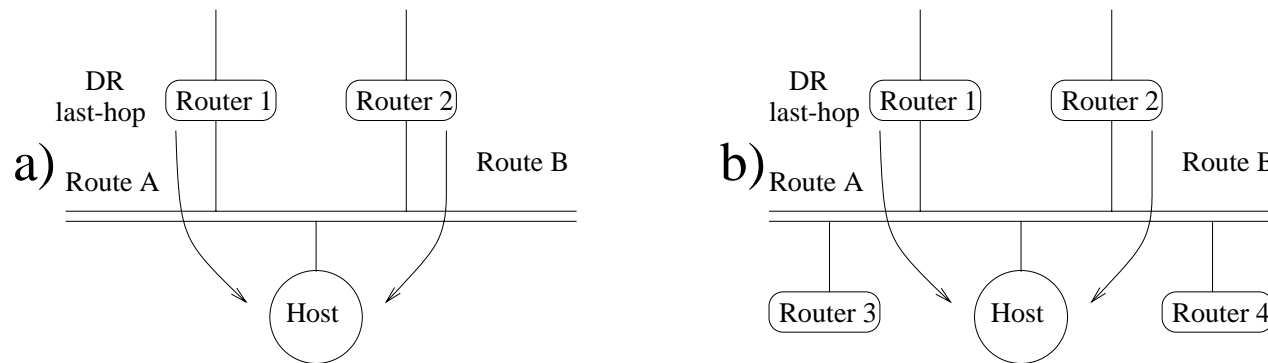 a)
DR
last-hop
Router 1
Router 2
Route A
Route B
Host
b)
DR
last-hop
Router 1
Router 2
Route A
Route B
Router 3
Host
Router 4